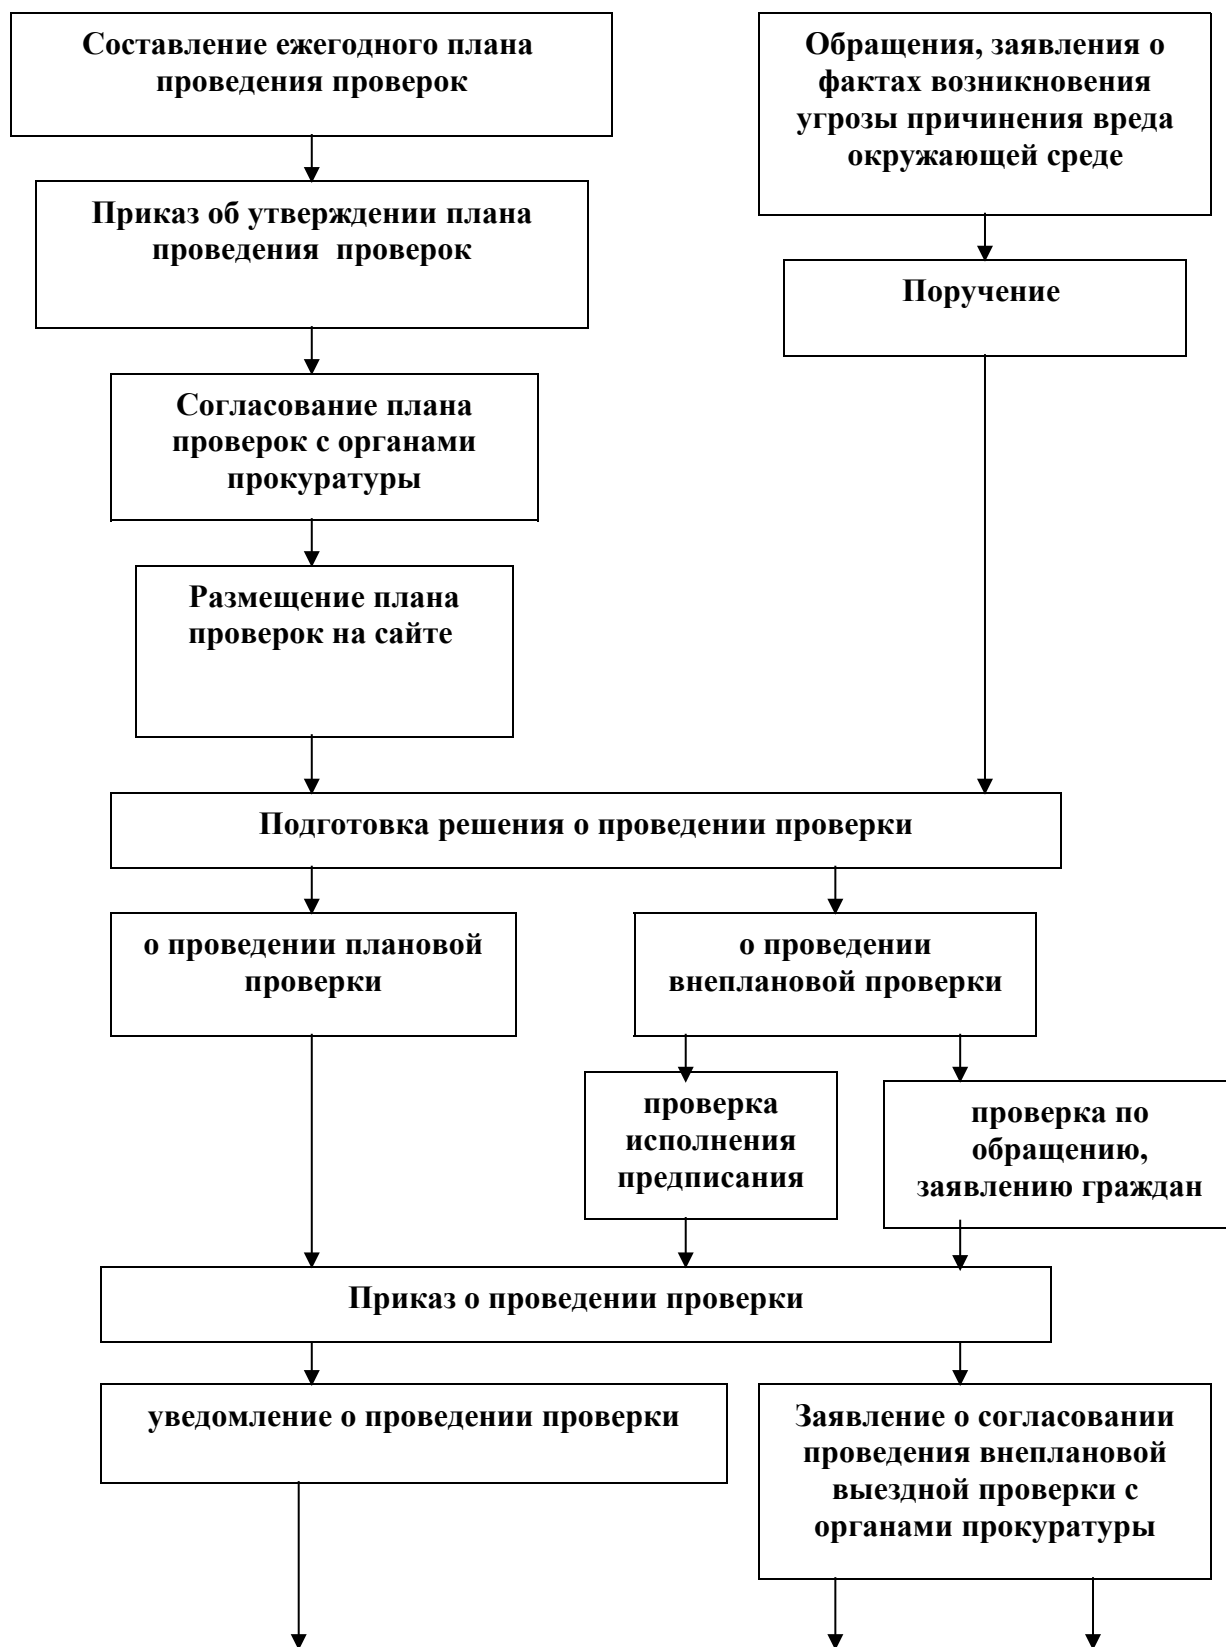 Составление ежегодного плана
проведения проверок
Обращения, заявления о
фактах возникновения
угрозы причинения вреда
окружающей среде
Приказ об утверждении плана
проведения  проверок
Поручение
Согласование плана
проверок с органами
прокуратуры
Размещение плана
проверок на сайте
Подготовка решения о проведении проверки
о проведении плановой
проверки
о проведении
внеплановой проверки
проверка
исполнения
предписания
проверка по
обращению,
заявлению граждан
Приказ о проведении проверки
уведомление о проведении проверки
Заявление о согласовании
проведения внеплановой
выездной проверки с
органами прокуратуры